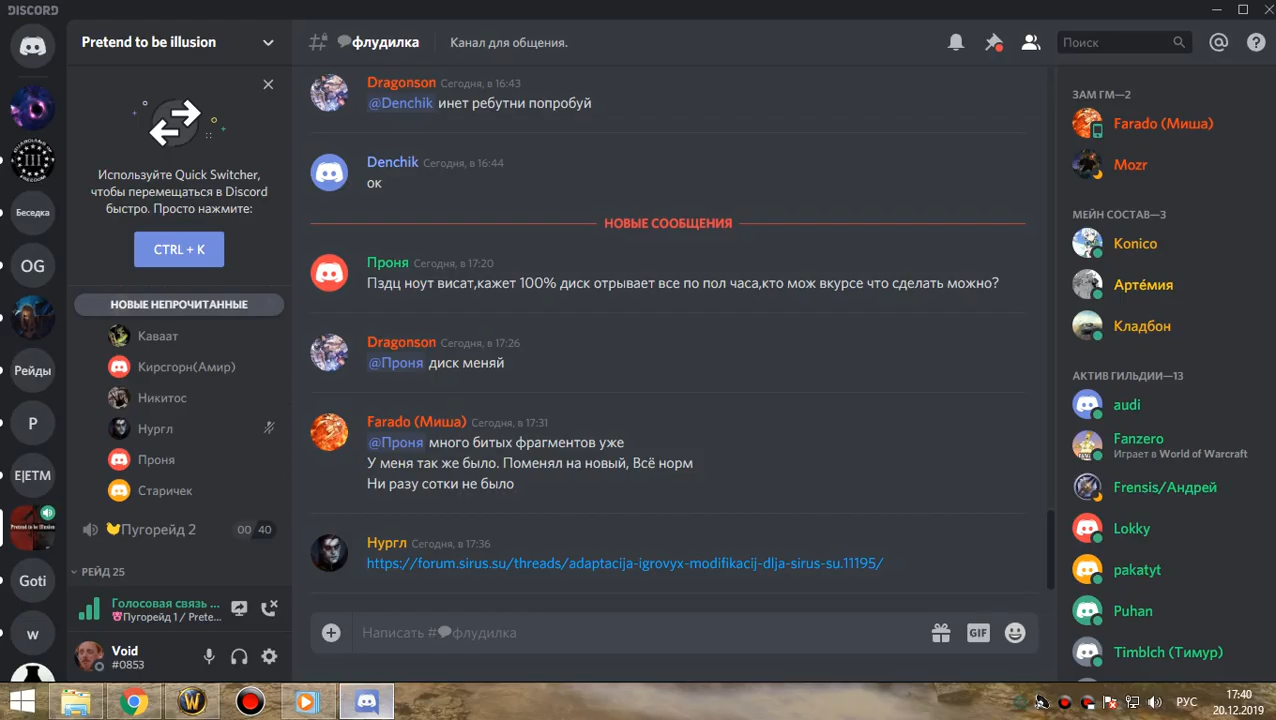 DISCORD
Pretend to be illusion
флудилка
Канал для общения.
Поиск
Используйте Quick Switcher,
чтобы перемещаться в Discord
быстро. Просто нажмите:
CTRL + K
НОВЫЕ НЕПРОЧИТАННЫЕ
Каваат
Кирсгорн(Амир)
Никитос
Нургл
Проня
Старичек
Пугорейд 2
00 40
РЕЙД 25
Голосовая связь ...
Пугорейд 1 / Prete...
Void
#0853
III
Беседка
OG
Рейды
P
E|ETM
Pretend to be illusion
Goti
w
Dragonson Сегодня, в 16:43
@Denchik инет ребутни попробуй
Denchik Сегодня, в 16:44
ок
НОВЫЕ СООБЩЕНИЯ
Проня Сегодня, в 17:20
Пздц ноут висат,кажет 100% диск отрывает все по пол часа,кто мож вкурсе что сделать можно?
Dragonson Сегодня, в 17:26
@Проня диск меняй
Farado (Миша) Сегодня, в 17:31
@Проня много битых фрагментов уже
У меня так же было. Поменял на новый, Всё норм
Ни разу сотки не было
Нургл Сегодня, в 17:36
https://forum.sirus.su/threads/adaptacija-igrovyx-modifikacij-dlja-sirus-su.11195/
Написать #флудилка
GIF
ЗАМ ГМ—2
Farado (Миша)
Mozr
МЕЙН СОСТАВ—3
Konico
Артéмия
Кладбон
АКТИВ ГИЛЬДИИ—13
audi
Fanzero
Играет в World of Warcraft
Frensis/Андрей
Lokky
pakatyt
Puhan
Timblch (Тимур)
РУС
17:40
20.12.2019